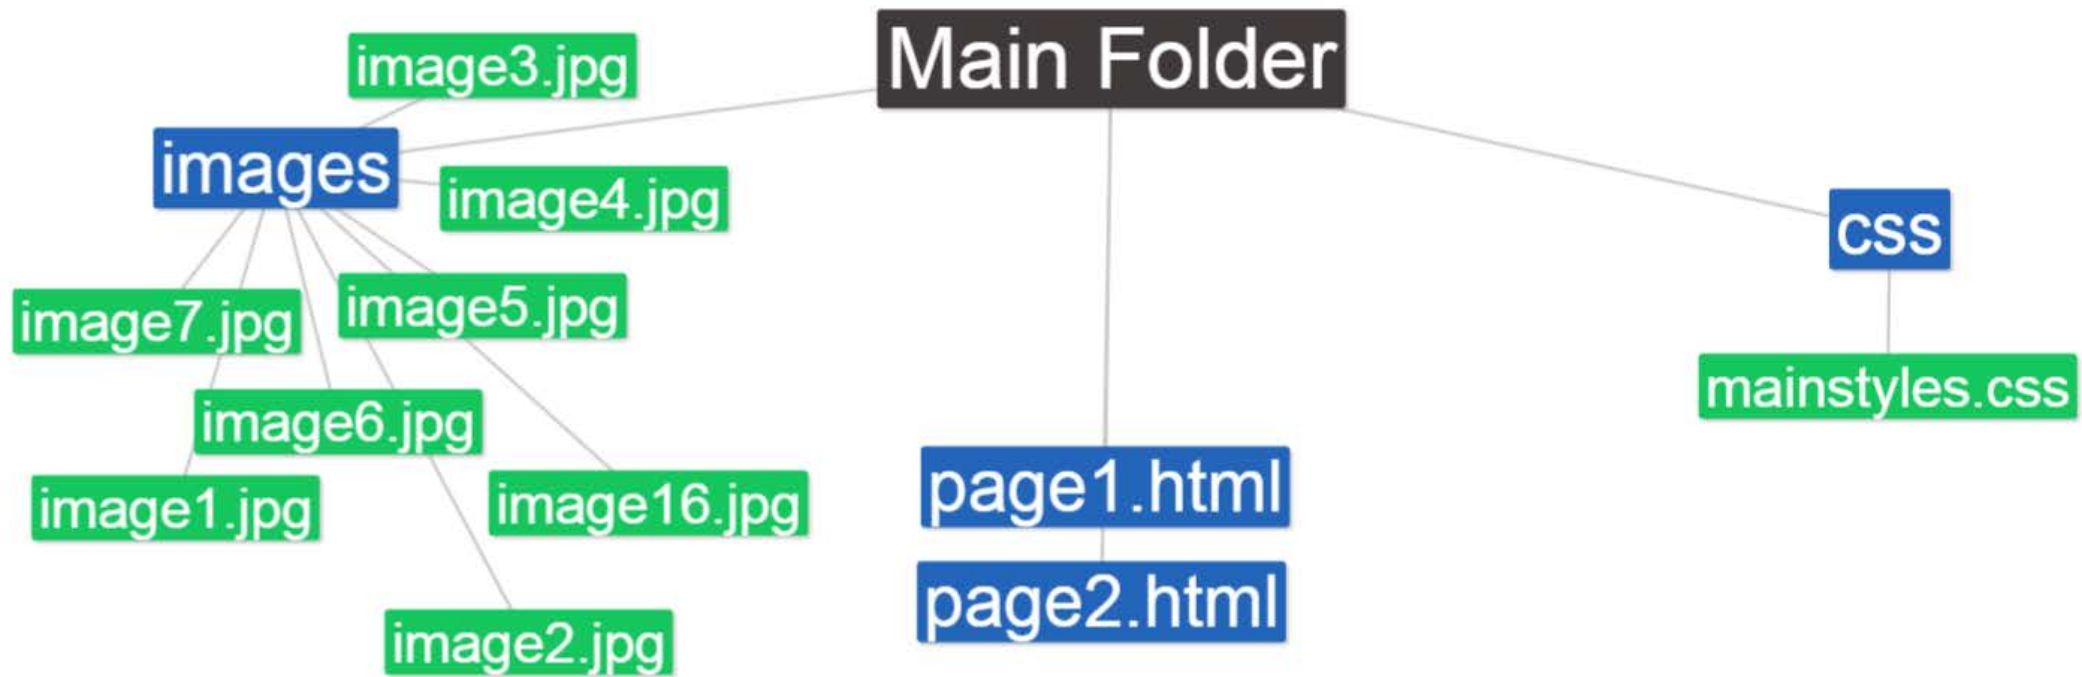 Main Folder
image3.jpg
images
image4.jpg
css
image7.jpg
image5.jpg
mainstyles.css
image6.jpg
page1.html
image1.jpg
image16.jpg
page2.html
image2.jpg